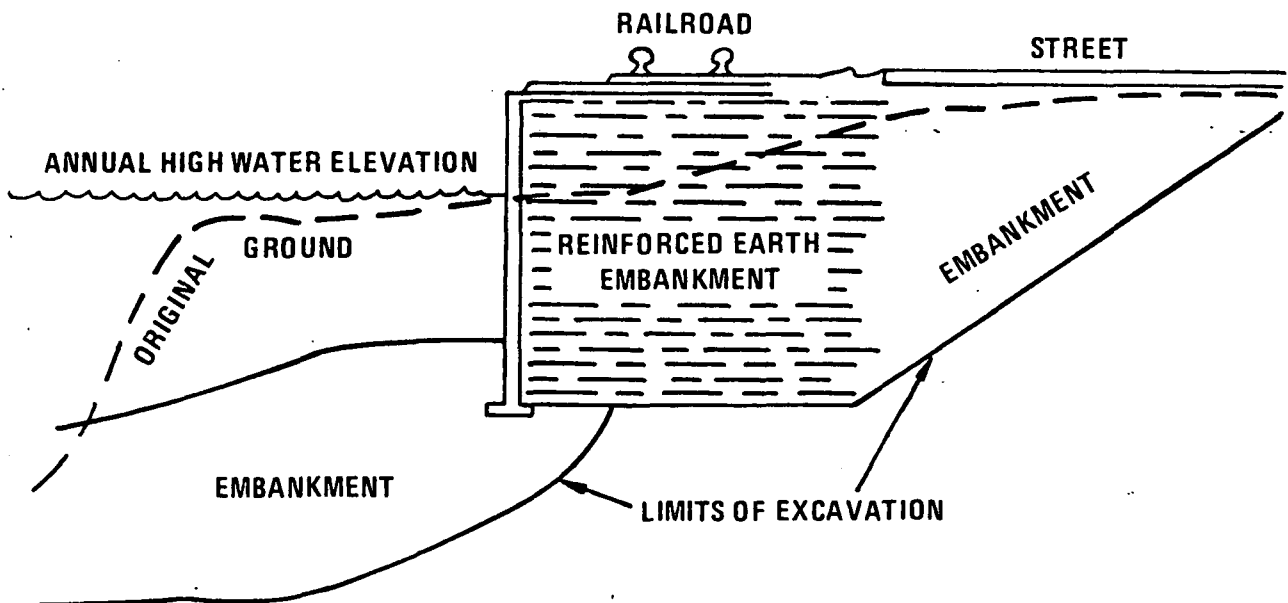 RAILROAD
STREET
ANNUAL HIGH WATER ELEVATION
ORIGINAL
GROUND
REINFORCED EARTH
EMBANKMENT
EMBANKMENT
EMBANKMENT
LIMITS OF EXCAVATION